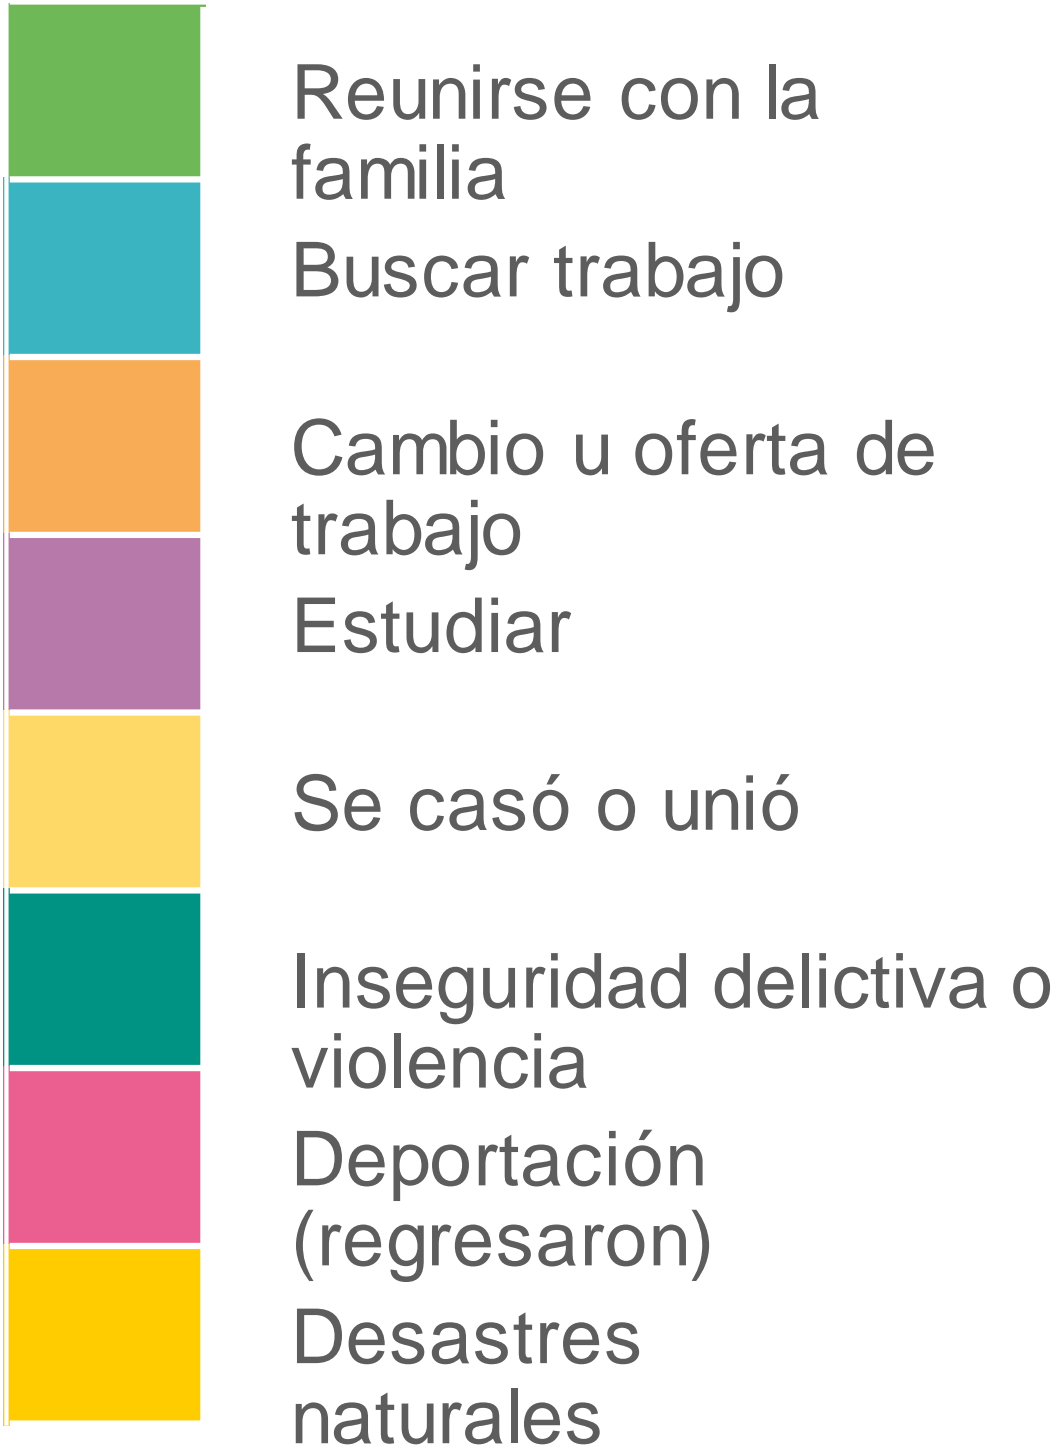 Reunirse con la
familia
Buscar trabajo
Cambio u oferta de
trabajo
Estudiar
Se casó o unió
Inseguridad delictiva o
violencia
Deportación
(regresaron)
Desastres
naturales